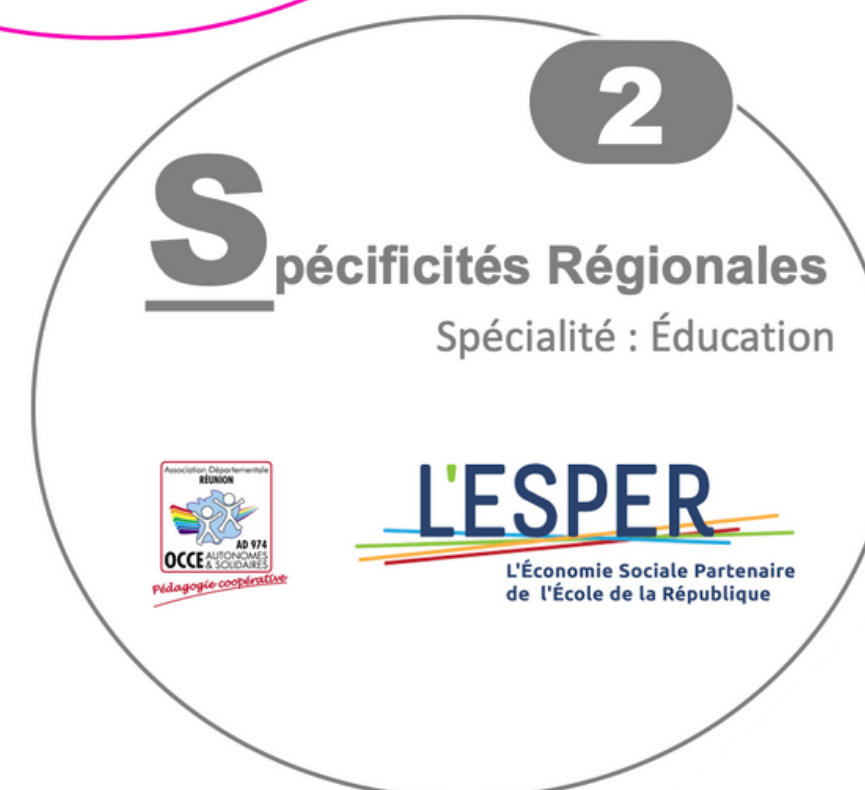 2
Spécificités Régionales
Spécialité : Éducation
Association Départementale
RÉUNION
AD 974
OCCE AUTONOMES
& SOLIDAIRES
Pédagogie coopérative
L'ESPER
L'Économie Sociale Partenaire
de l'École de la République